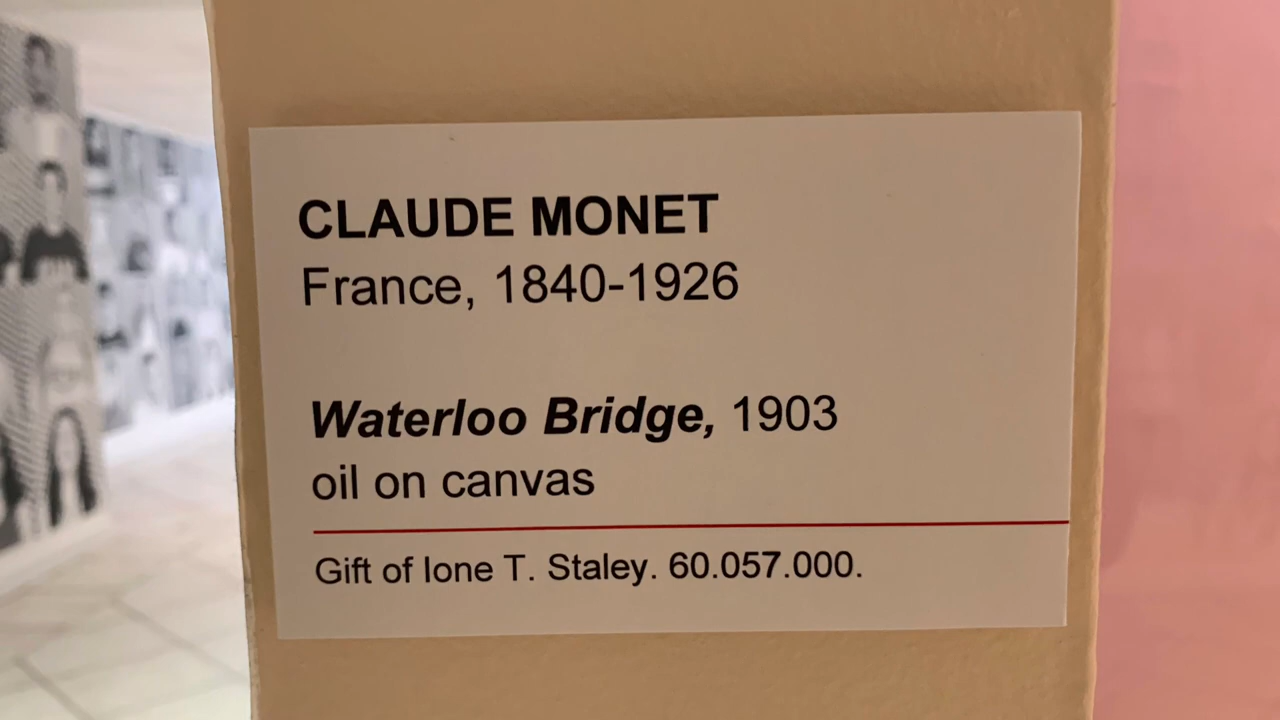 CLAUDE MONET
France, 1840-1926
Waterloo Bridge, 1903
oil on canvas
Gift of Ione T. Staley. 60.057.000.